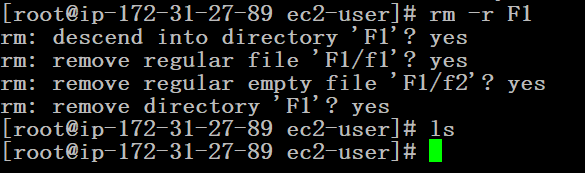 [root@ip-172-31-27-89 ec2-user]# rm -r F1
rm: descend into directory 'F1'? yes
rm: remove regular file 'F1/f1'? yes
rm: remove regular empty file 'F1/f2'? yes
rm: remove directory 'F1'? yes
[root@ip-172-31-27-89 ec2-user]# ls
[root@ip-172-31-27-89 ec2-user]#